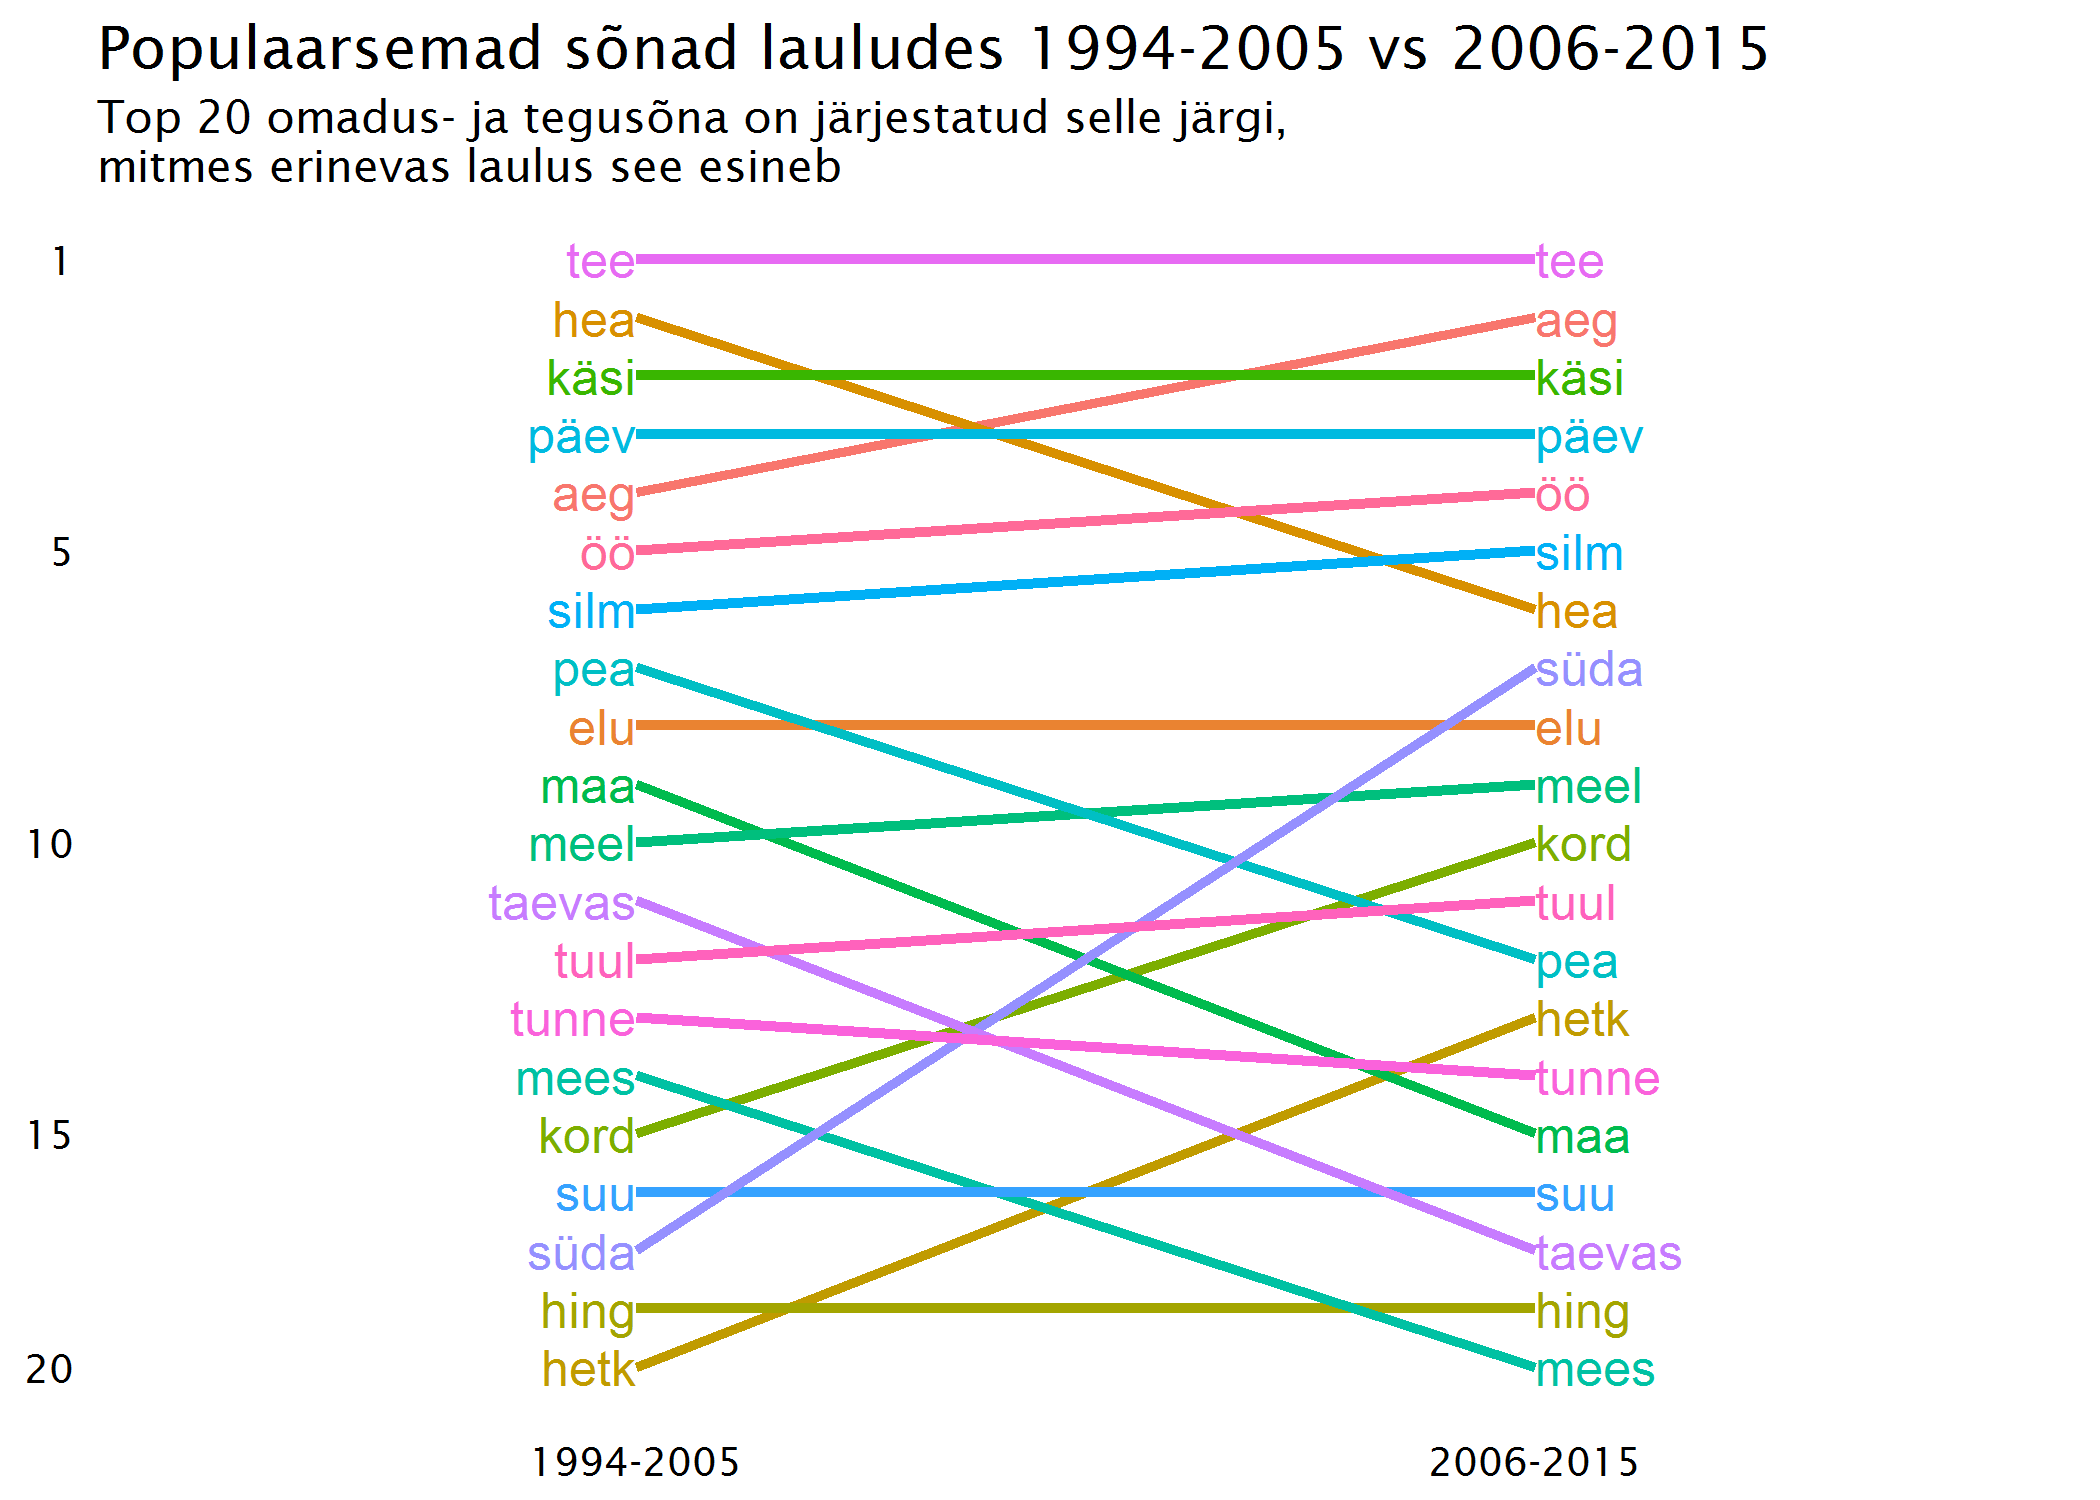 Populaarsemad sõnad lauludes 1994-2005 vs 2006-2015
Top 20 omadus- ja tegusõna on järjestatud selle järgi,
mitmes erinevas laulus see esineb
1 tee tee
hea aeg
käsi käsi
päev päev
aeg öö
5 öö silm
silm hea
pea süda
elu elu
maa meel
10 meel kord
taevas tuul
tuul pea
tunne hetk
mees tunne
15 kord maa
suu suu
süda taevas
hing hing
20 hetk mees
1994-2005 2006-2015